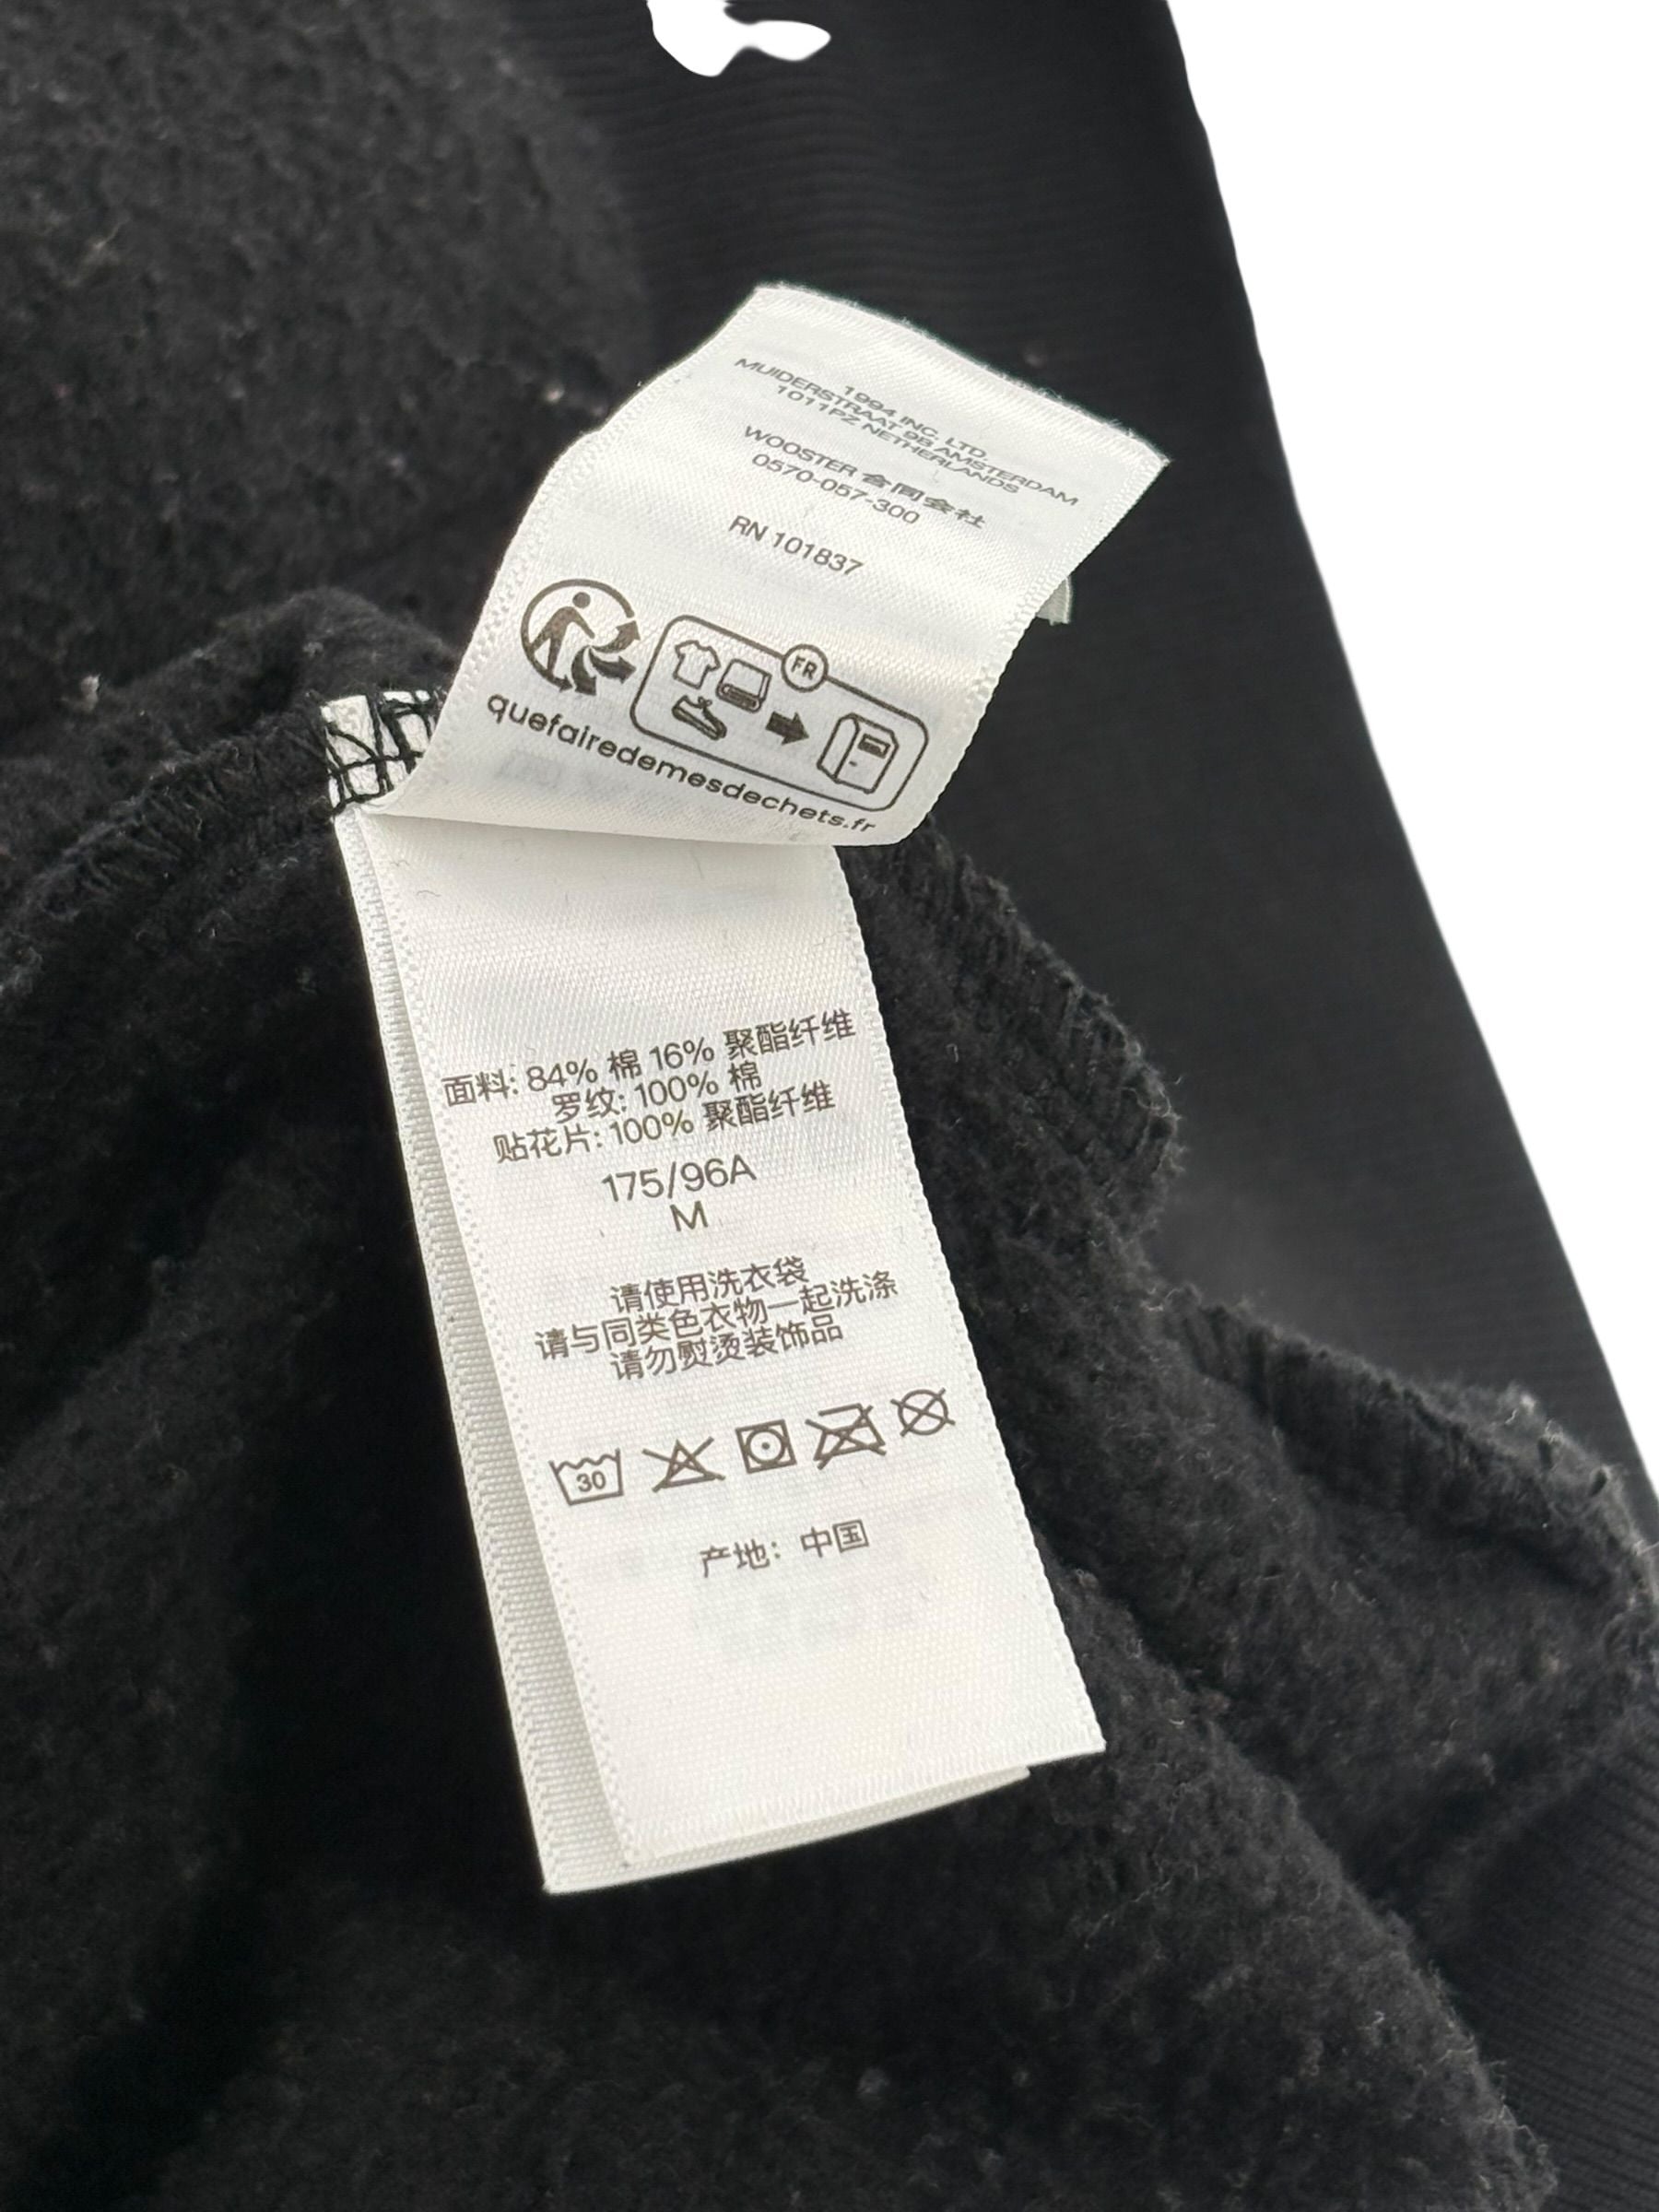 1994 INC. LTD.
MUIDERSTRAAT 9B AMSTERDAM
1011PZ NETHERLANDS
WOOSTER 合同会社
0570-057-300
RN 101837
FR
quefairedemesdechets.fr
面料: 84% 棉 16% 聚酯纤维
罗纹: 100% 棉
贴花片: 100% 聚酯纤维
175/96A
M
请使用洗衣袋
请与同类色衣物一起洗涤
请勿熨烫装饰品
30
产地: 中国